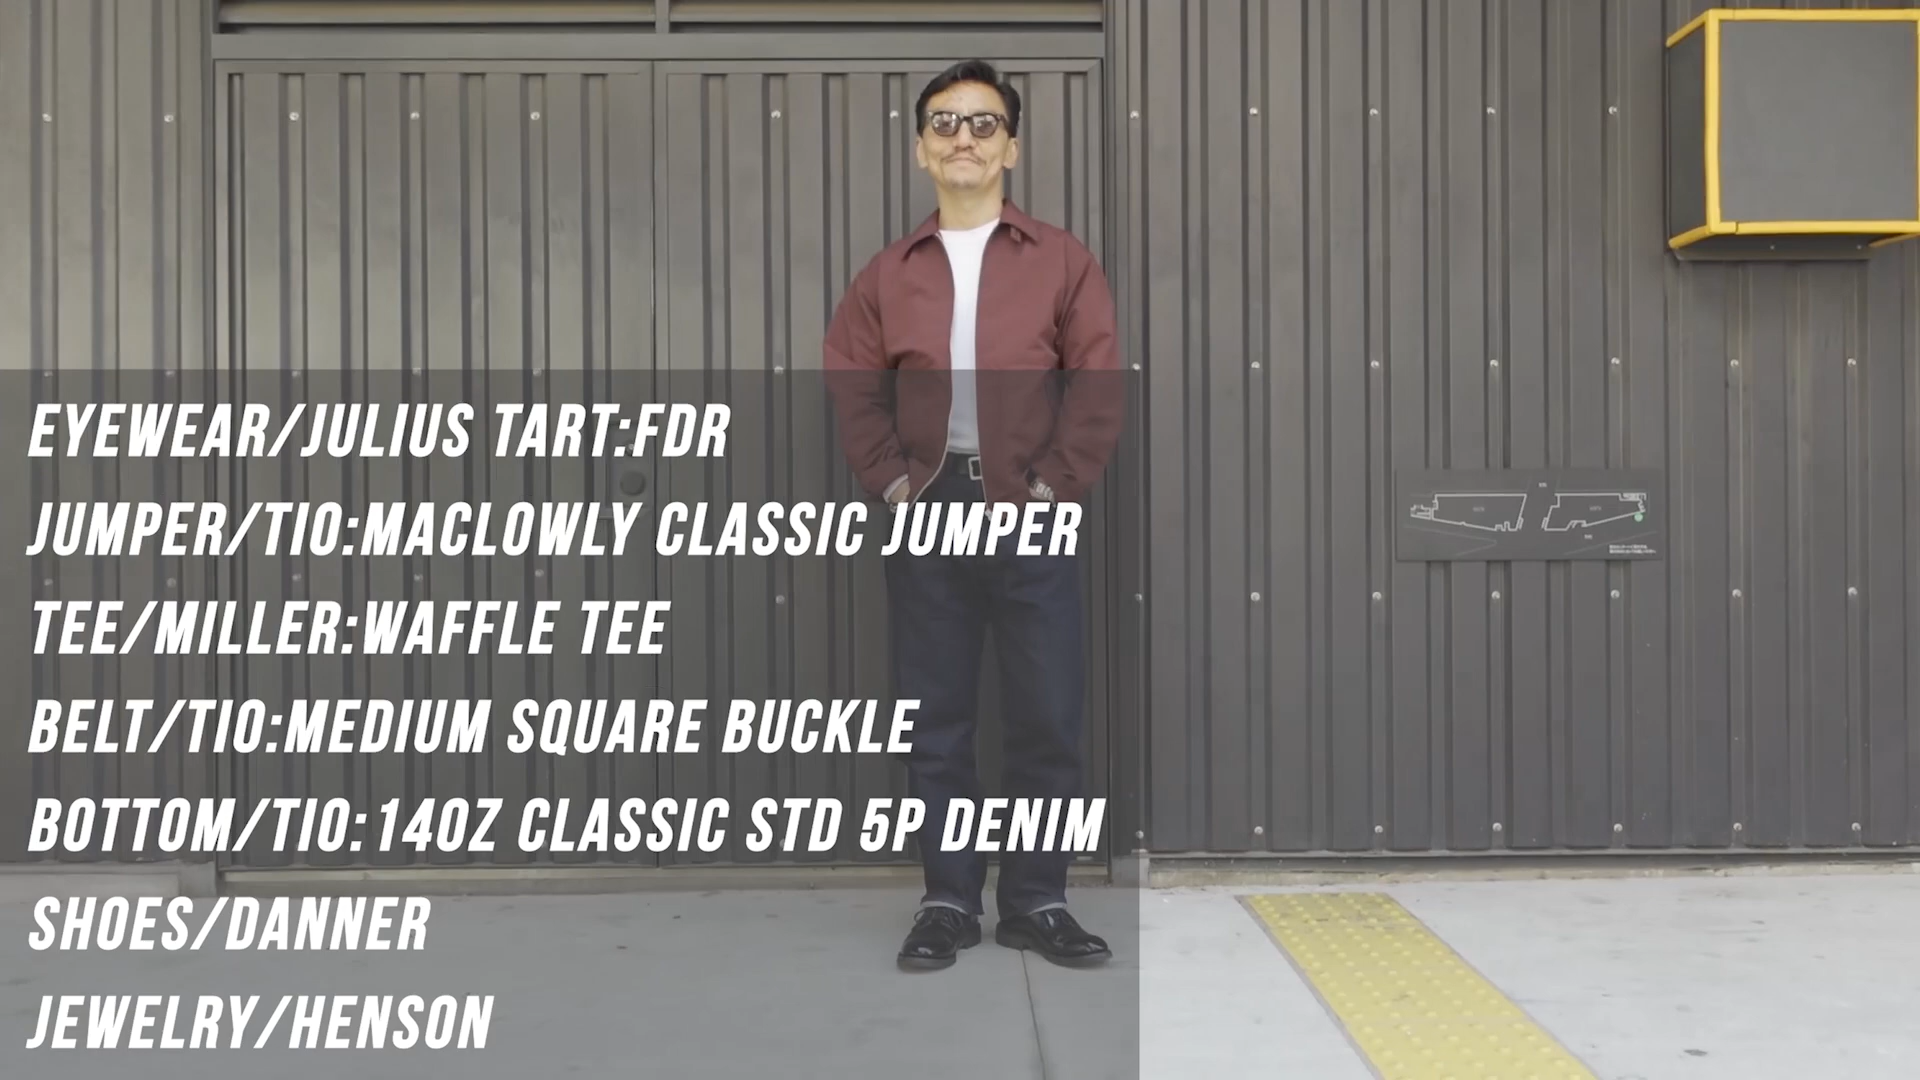 EYEWEAR/JULIUS TART:FDR
JUMPER/TIO:MACLOWLY CLASSIC JUMPER
TEE/MILLER:WAFFLE TEE
BELT/TIO:MEDIUM SQUARE BUCKLE
BOTTOM/TIO:14OZ CLASSIC STD 5P DENIM
SHOES/DANNER
JEWELRY/HENSON